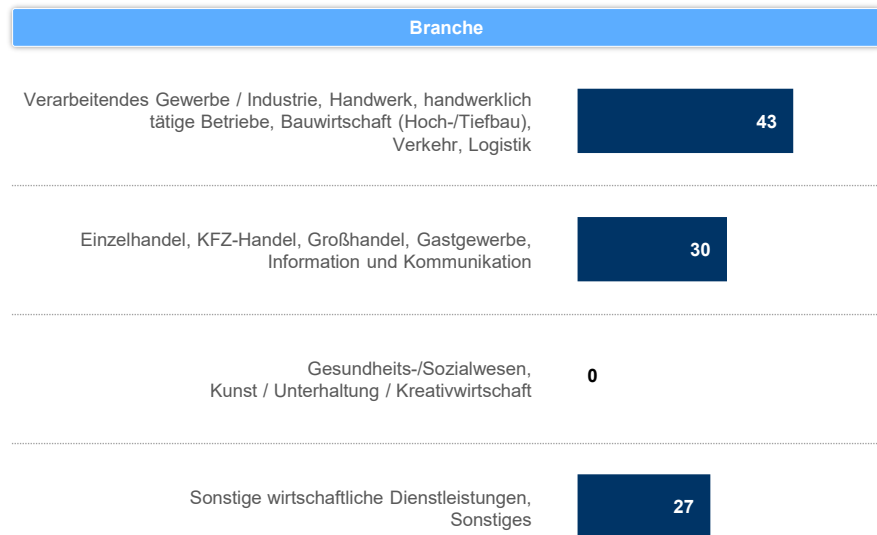 Branche
Verarbeitendes Gewerbe / Industrie, Handwerk, handwerklich
tätige Betriebe, Bauwirtschaft (Hoch-/Tiefbau),
Verkehr, Logistik
43
Einzelhandel, KFZ-Handel, Großhandel, Gastgewerbe,
Information und Kommunikation
30
Gesundheits-/Sozialwesen,
Kunst / Unterhaltung / Kreativwirtschaft
0
Sonstige wirtschaftliche Dienstleistungen,
Sonstiges
27